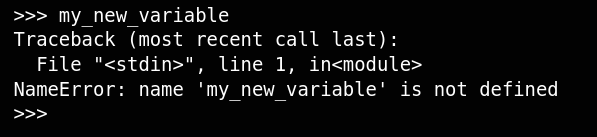 >>> my_new_variable
Traceback (most recent call last):
  File "<stdin>", line 1, in<module>
NameError: name 'my_new_variable' is not defined
>>>